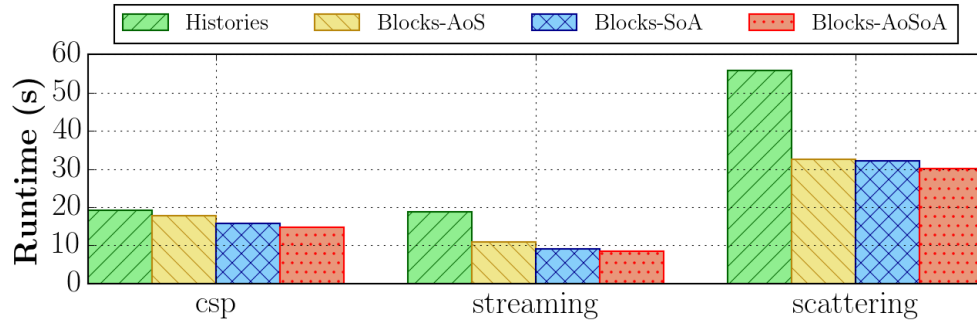 Histories Blocks-AoS Blocks-SoA Blocks-AoSoA
60
50
40
30
20
10
0
Runtime (s)
csp streaming scattering